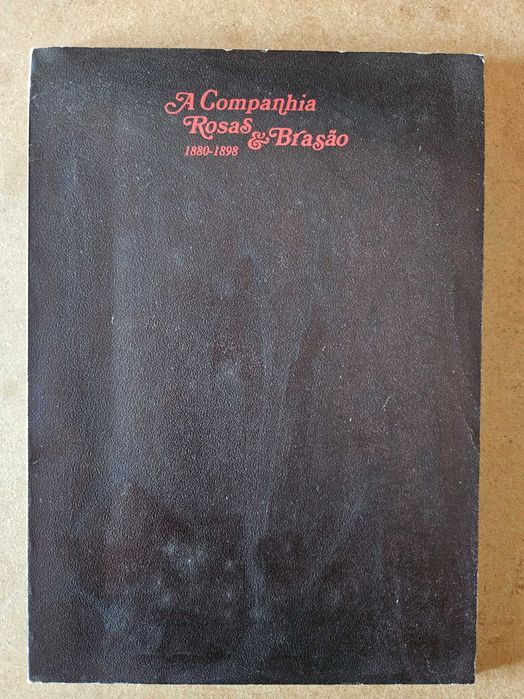 A Companhia
Rosas
& Brasão
1880-1898